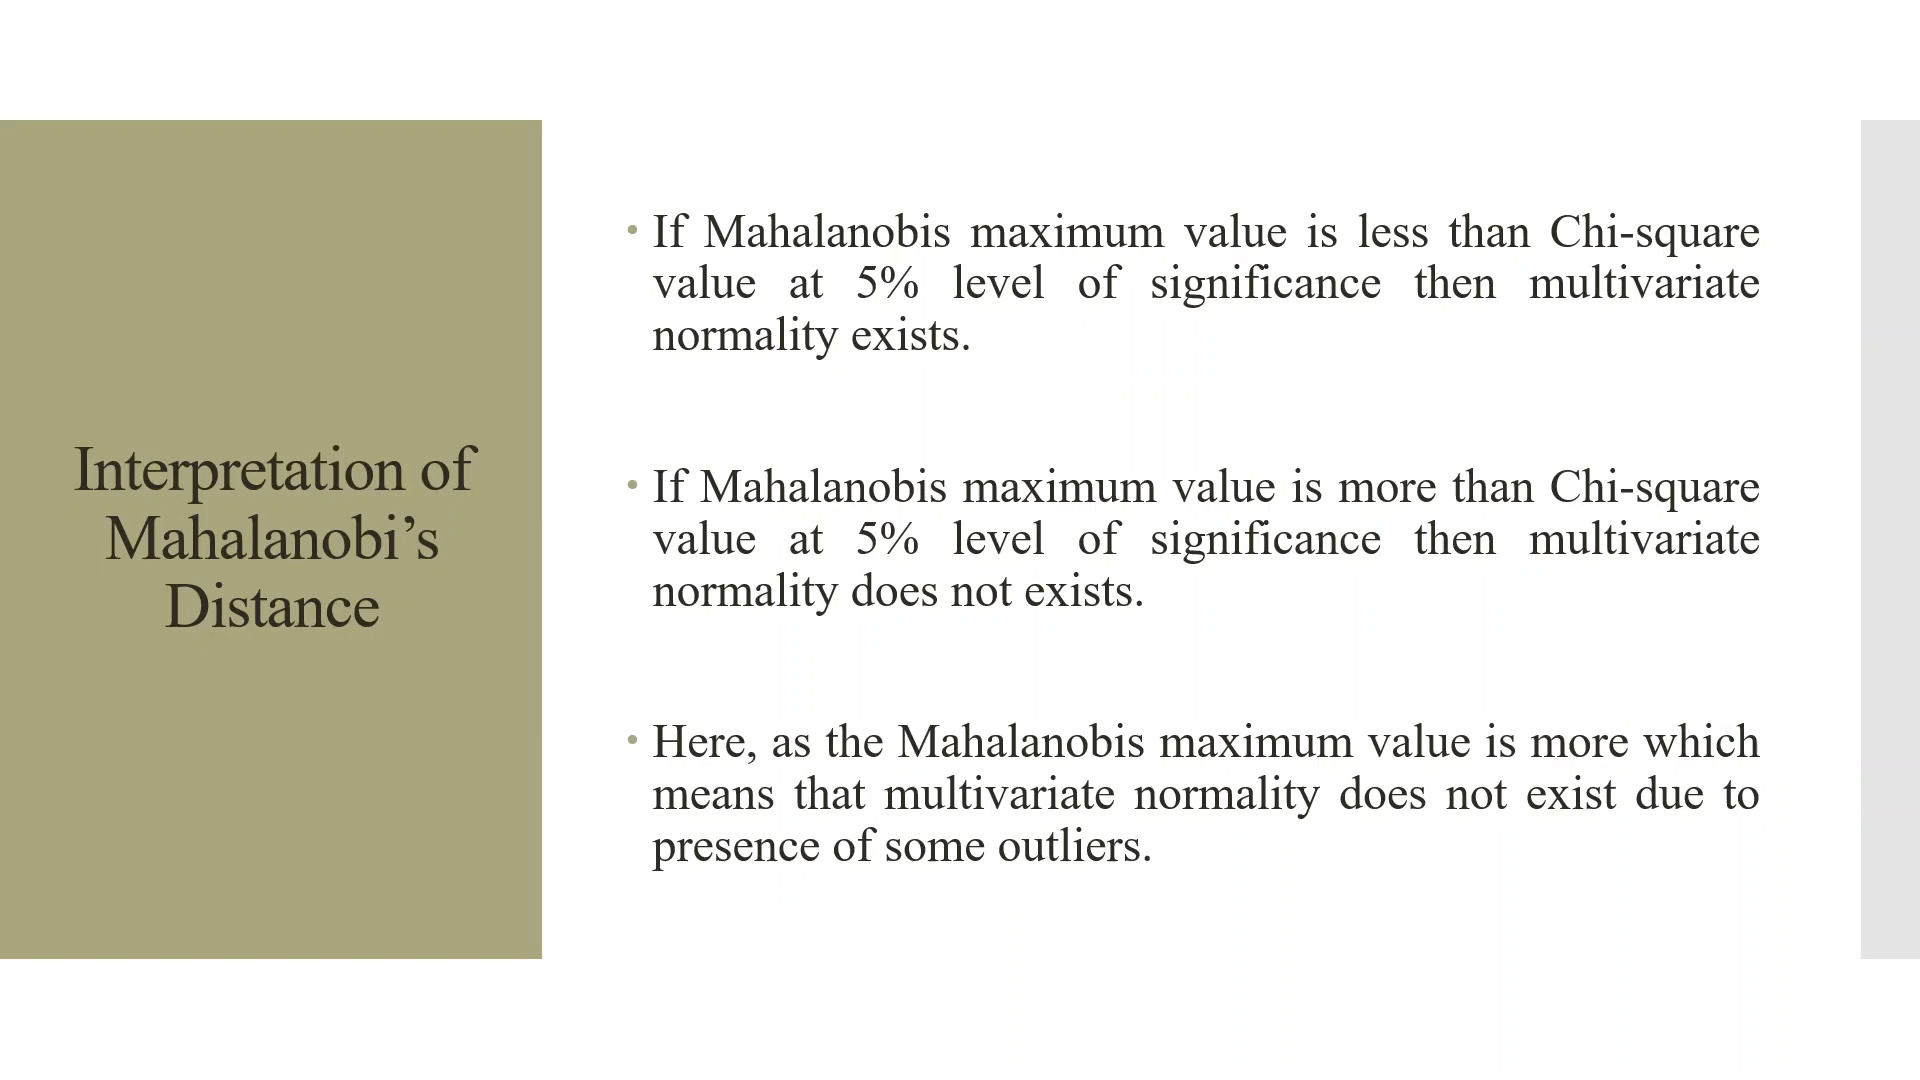 Interpretation of
Mahalanobi’s
Distance
• If Mahalanobis maximum value is less than Chi-square
value at 5% level of significance then multivariate
normality exists.
• If Mahalanobis maximum value is more than Chi-square
value at 5% level of significance then multivariate
normality does not exists.
• Here, as the Mahalanobis maximum value is more which
means that multivariate normality does not exist due to
presence of some outliers.